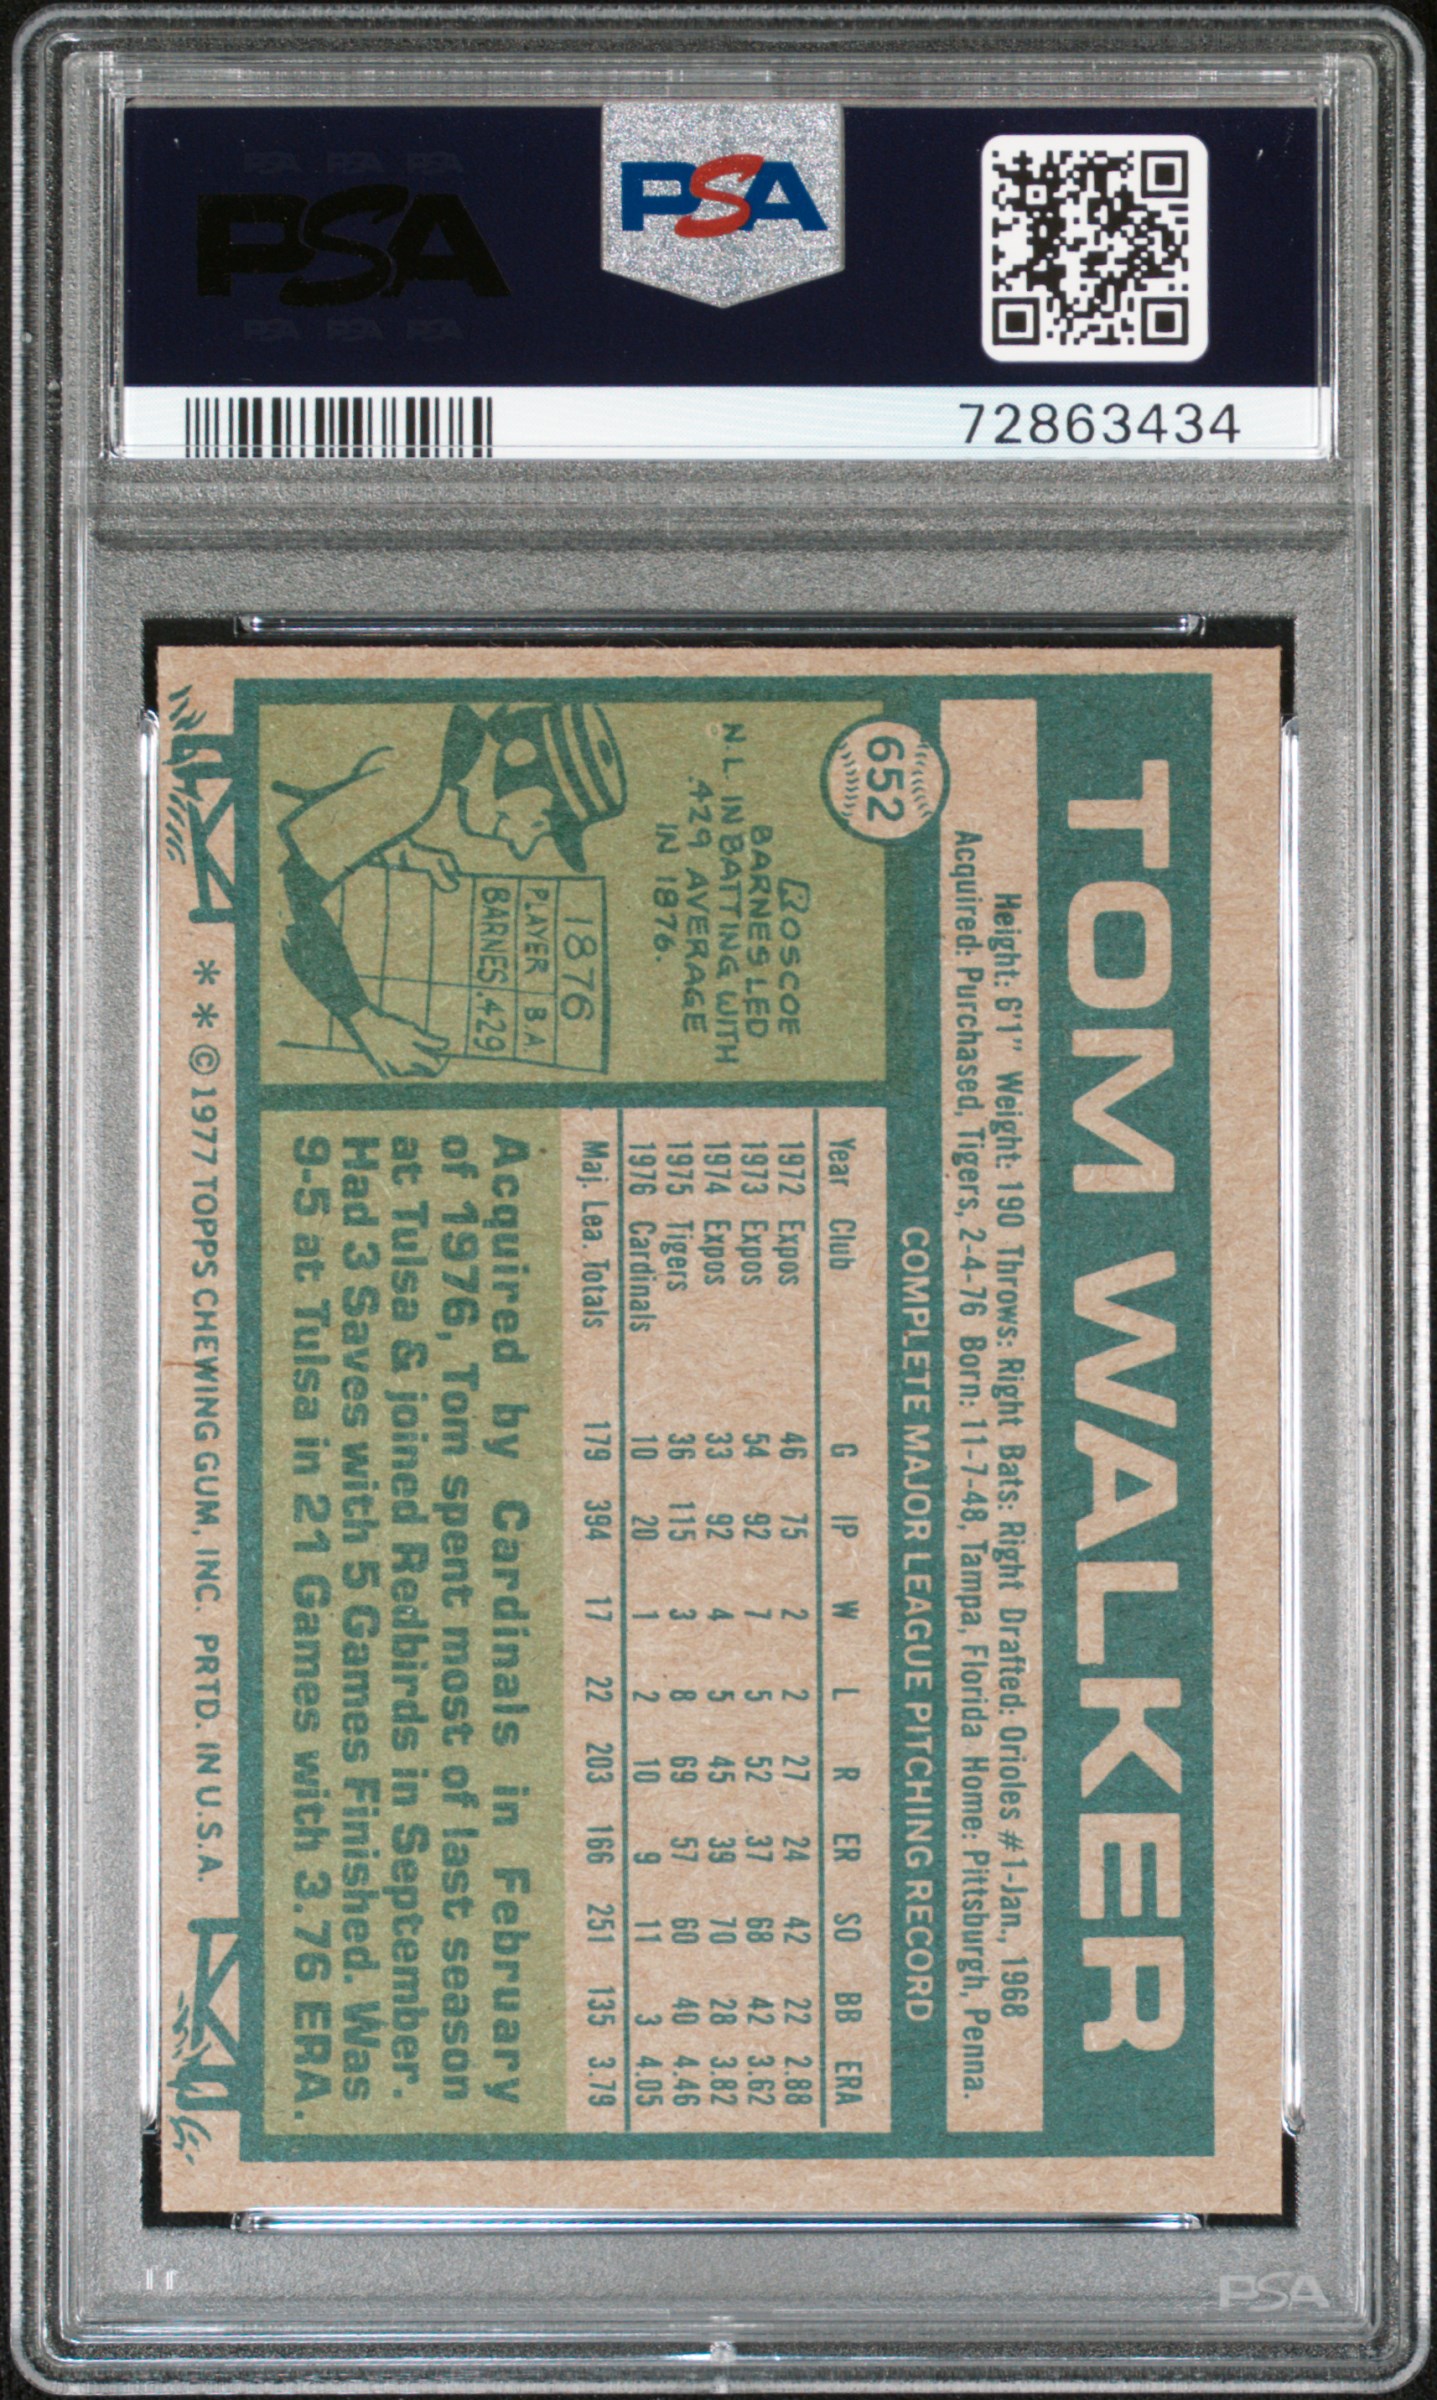 PSA PSA PSA
PSA
PSA PSA PSA
PSA
72863434
TOM WALKER
Height: 6'1" Weight: 190 Throws: Right Bats: Right Drafted: Orioles #1-Jan., 1968
Acquired: Purchased, Tigers, 2-4-76 Born: 11-7-48, Tampa, Florida Home: Pittsburgh, Penna.
652
COMPLETE MAJOR LEAGUE PITCHING RECORD
ROSCOE
BARNES LED
N.L. IN BATTING WITH
.429 AVERAGE
IN 1876.
1876
PLAYER B.A.
BARNES .429
Year Club G IP W L R ER SO BB ERA
1972 Expos 46 75 2 2 27 24 42 22 2.88
1973 Expos 54 92 7 5 52 37 68 42 3.62
1974 Expos 33 92 4 5 45 39 70 28 3.82
1975 Tigers 36 115 3 8 69 57 60 40 4.46
1976 Cardinals 10 20 1 2 10 9 11 3 4.05
Maj. Lea. Totals 179 394 17 22 203 166 251 135 3.79
Acquired by Cardinals in February
of 1976, Tom spent most of last season
at Tulsa & joined Redbirds in September.
Had 3 Saves with 5 Games Finished. Was
9-5 at Tulsa in 21 Games with 3.76 ERA.
* * © 1977 TOPPS CHEWING GUM, INC. PRTD. IN U.S.A.
PSA